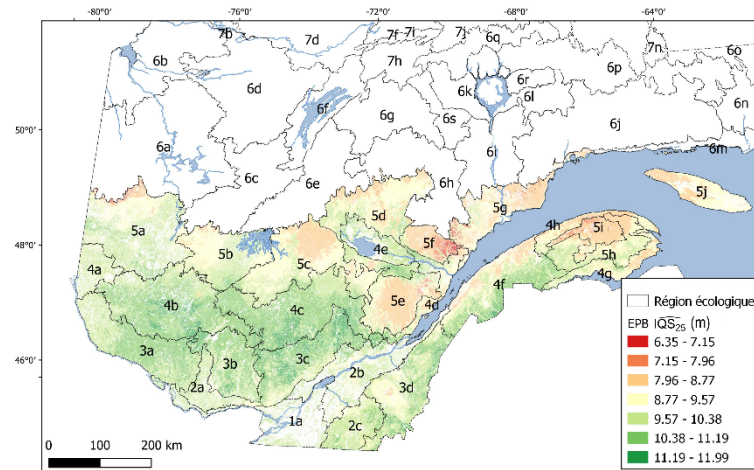 -80°0' -76°0' -72°0' -68°0' -64°0'
7b 7d 7f 7i 7j 6q 7n 6o
6b 7h 6r 6p
6d 6f 6k 6l 6n
50°0' 6g 6s 6j
6a 6i 6m
6c 6e 6h 5j
5d 5g
48°0' 5a 5b 5c 4e 5f 4h 5i
4a 5h
4b 4c 5e 4d 4f 4g
3a 3b 3c
46°0' 2a 2b 3d
1a 2c
0 100 200 km
Région écologique
EPB IQS₂₅ (m)
6.35 - 7.15
7.15 - 7.96
7.96 - 8.77
8.77 - 9.57
9.57 - 10.38
10.38 - 11.19
11.19 - 11.99